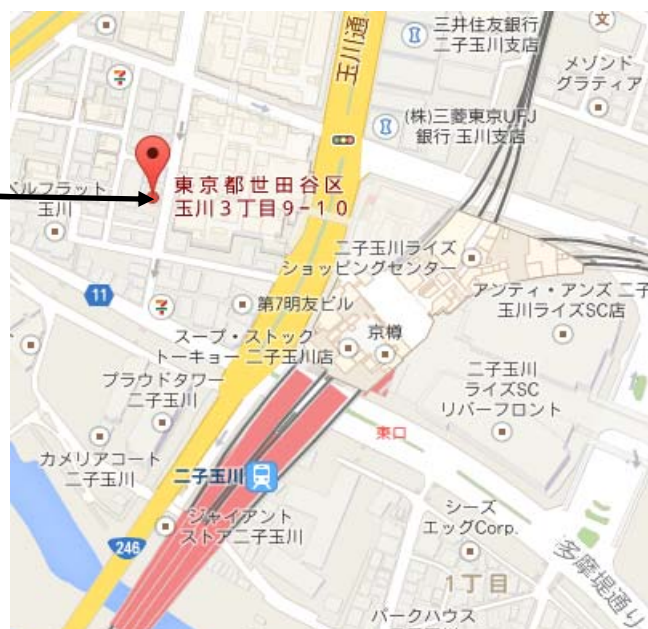 三井住友銀行
二子玉川支店
文
メゾンド
グラティア
玉川通
(株)三菱東京UFJ
銀行 玉川支店
ベルフラット
玉川
東京都世田谷区
玉川3丁目9-10
二子玉川ライズ
ショッピングセンター
アンティ・アンズ 二子
玉川ライズSC店
11
第7明友ビル
スープ・ストック
トーキョー 二子玉川店
京樽
プラウドタワー
二子玉川
二子玉川
ライズSC
リバーフロント
東口
カメリアコート
二子玉川
二子玉川
ジャイアント
ストア二子玉川
シーズ
エッグCorp.
246
多摩堤通り
1丁目
パークハウス